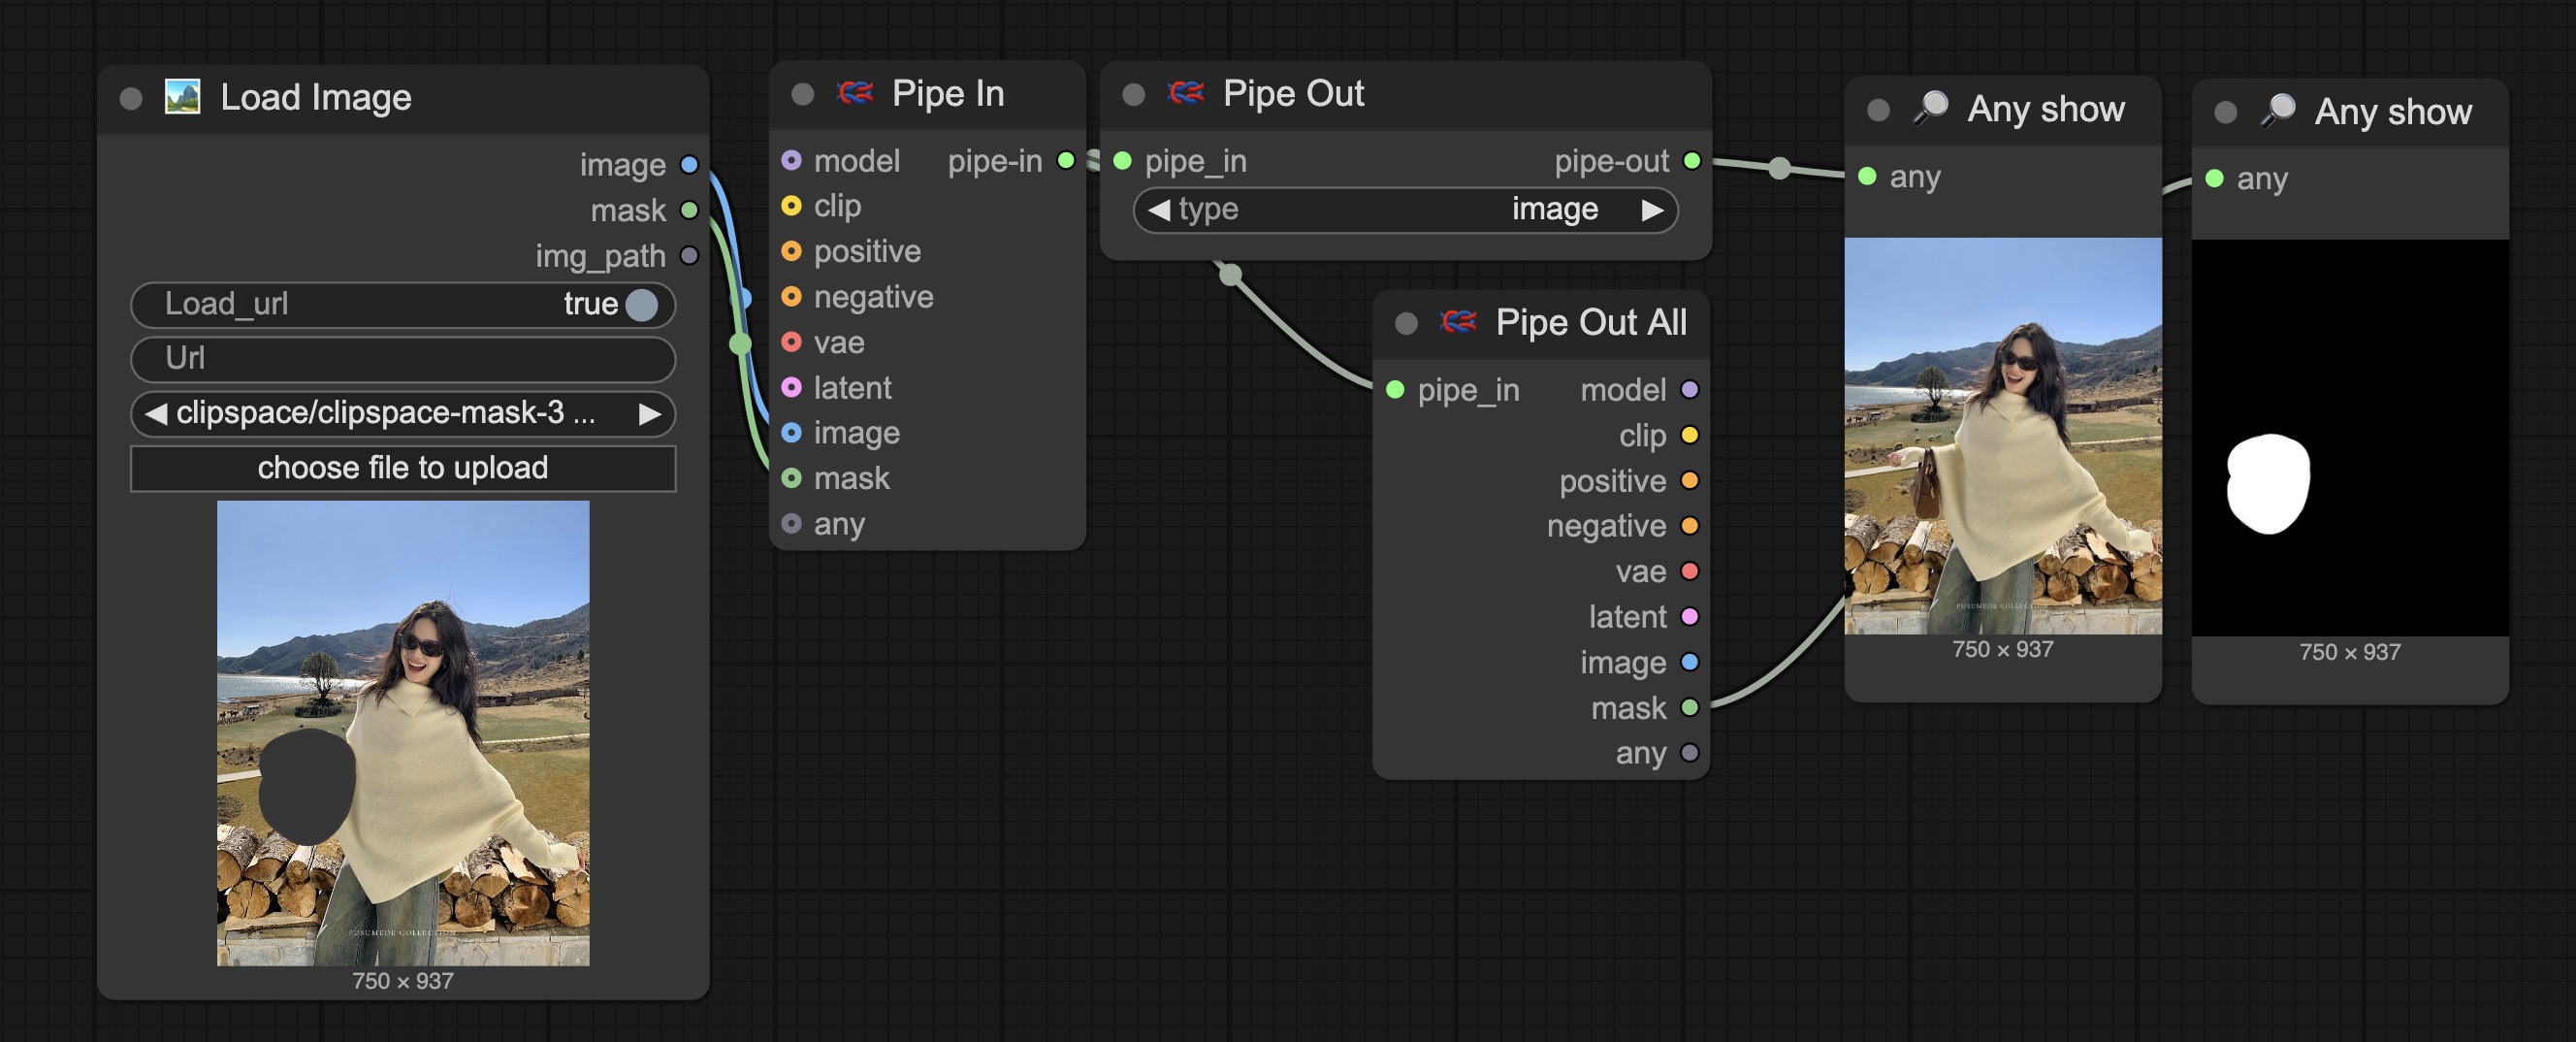 Load Image
image
mask
img_path
Load_url true
Url
clipspace/clipspace-mask-3 ...
choose file to upload
PUSUMEDE COLLECTION
750 × 937
Pipe In
model pipe-in
clip
positive
negative
vae
latent
image
mask
any
Pipe Out
pipe_in pipe-out
type image
Pipe Out All
pipe_in model
clip
positive
negative
vae
latent
image
mask
any
Any show
any
PUSUMEDE COLLECTION
750 × 937
Any show
any
750 × 937